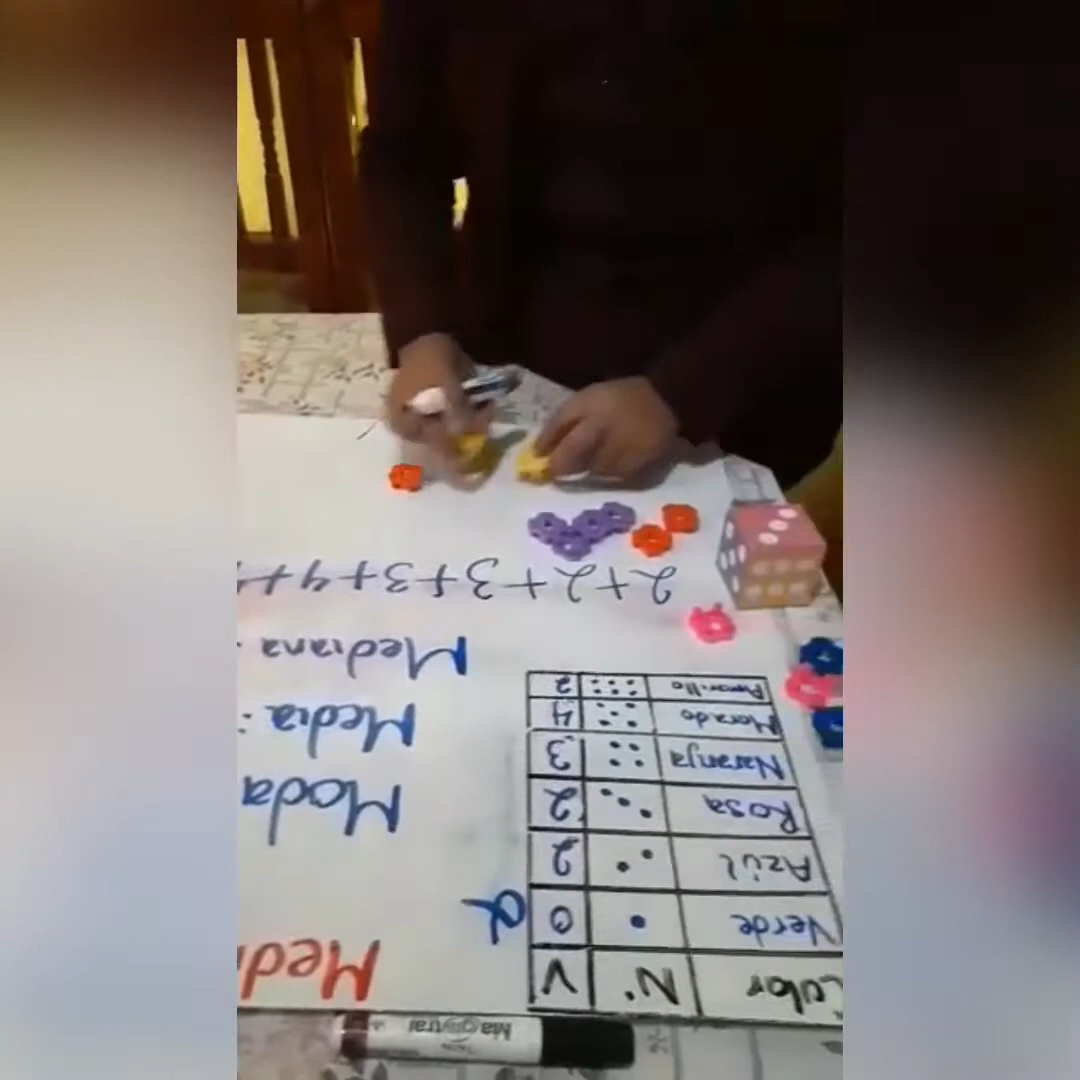 Medi
Color N° V
Verde 0
Azúl 2
Rosa 2
Naranja 3
Morado 4
Amarillo 2
Moda
Media:
Mediana:
2+2+3+3+4+
Magistral